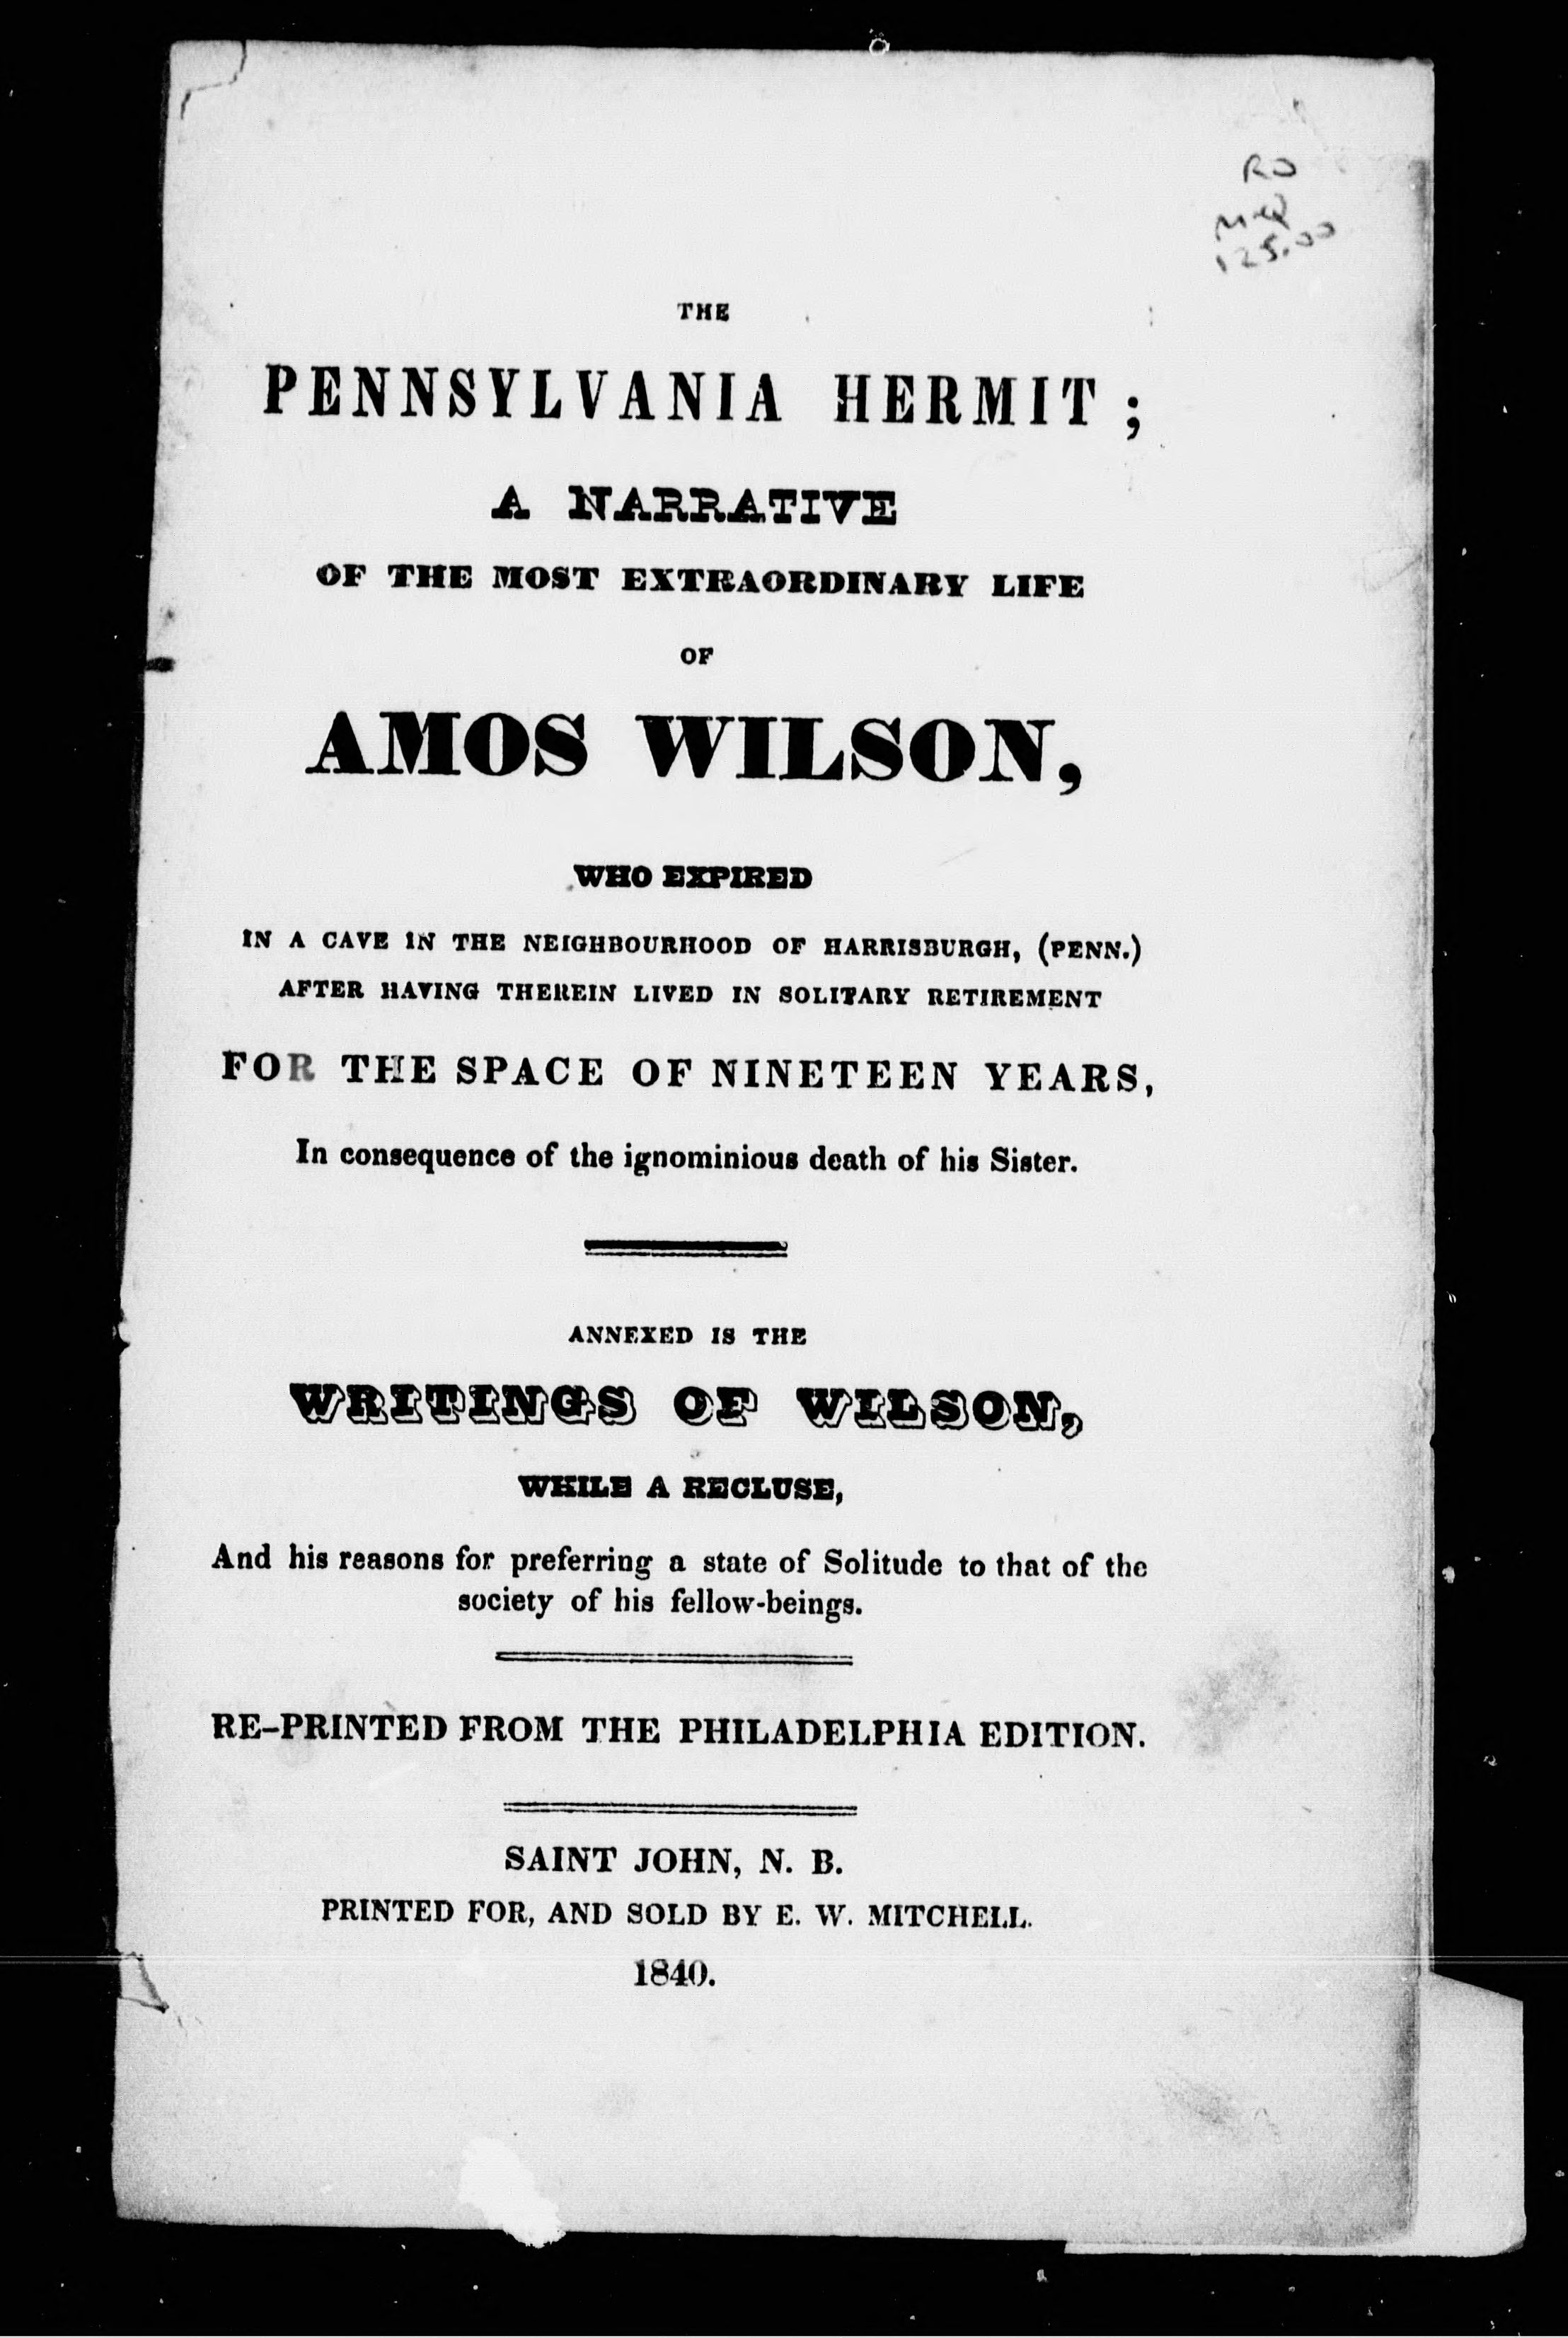 RO
125.00
THE
PENNSYLVANIA HERMIT;
A NARRATIVE
OF THE MOST EXTRAORDINARY LIFE
OF
AMOS WILSON,
WHO EXPIRED
IN A CAVE IN THE NEIGHBOURHOOD OF HARRISBURGH, (PENN.)
AFTER HAVING THEREIN LIVED IN SOLITARY RETIREMENT
FOR THE SPACE OF NINETEEN YEARS,
In consequence of the ignominious death of his Sister.
ANNEXED IS THE
WRITINGS OF WILSON,
WHILE A RECLUSE,
And his reasons for preferring a state of Solitude to that of the
society of his fellow-beings.
RE-PRINTED FROM THE PHILADELPHIA EDITION.
SAINT JOHN, N. B.
PRINTED FOR, AND SOLD BY E. W. MITCHELL.
1840.